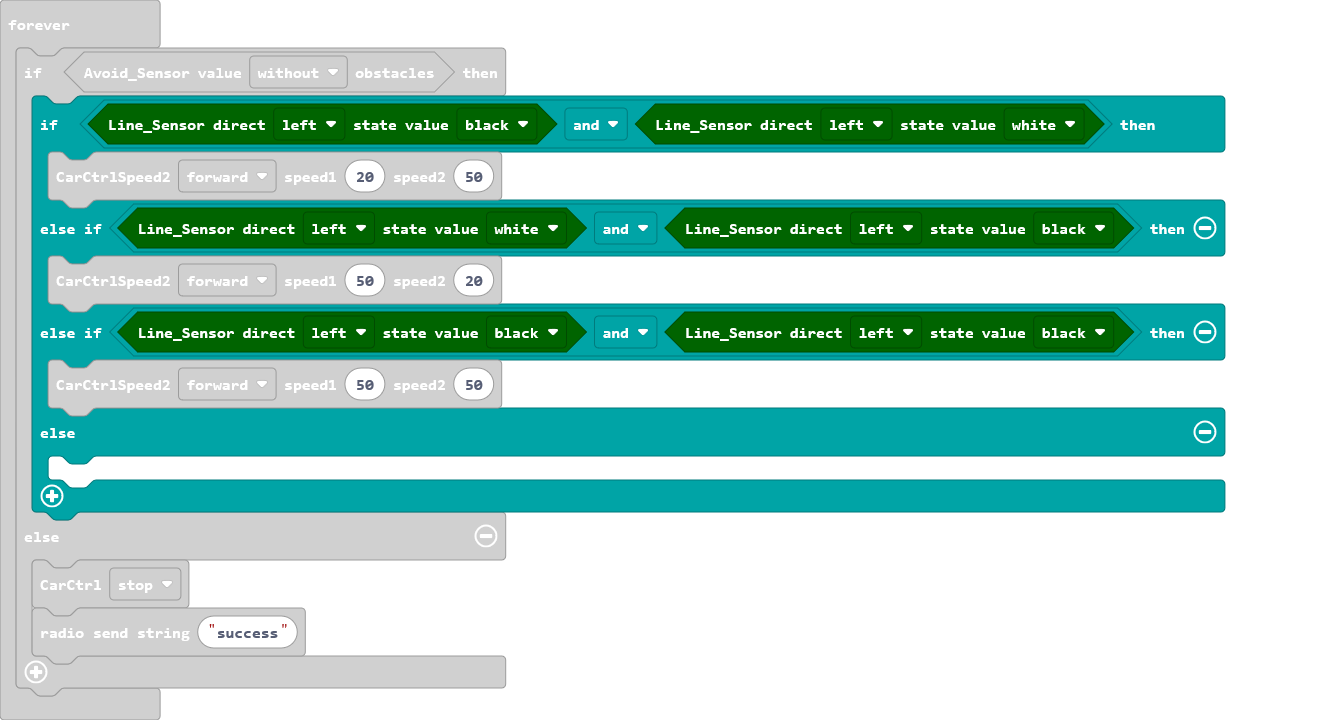 forever
if Avoid_Sensor value without obstacles then
if Line_Sensor direct left state value black and Line_Sensor direct left state value white then
CarCtrlSpeed2 forward speed1 20 speed2 50
else if Line_Sensor direct left state value white and Line_Sensor direct left state value black then
CarCtrlSpeed2 forward speed1 50 speed2 20
else if Line_Sensor direct left state value black and Line_Sensor direct left state value black then
CarCtrlSpeed2 forward speed1 50 speed2 50
else
else
CarCtrl stop
radio send string "success"